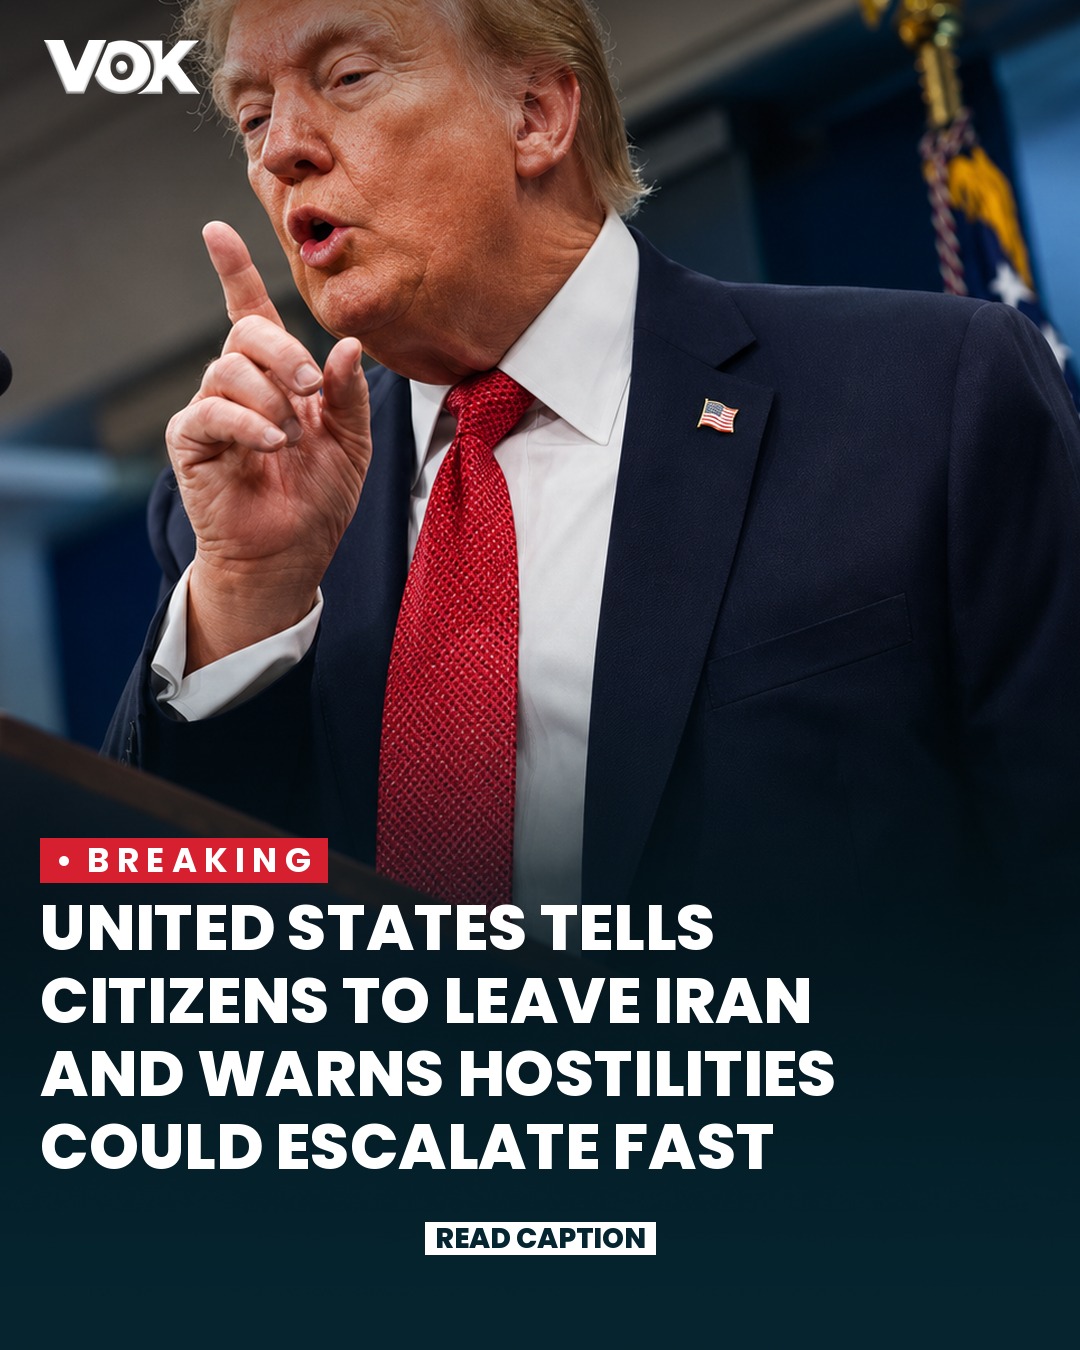 VOK
• BREAKING
UNITED STATES TELLS
CITIZENS TO LEAVE IRAN
AND WARNS HOSTILITIES
COULD ESCALATE FAST
READ CAPTION